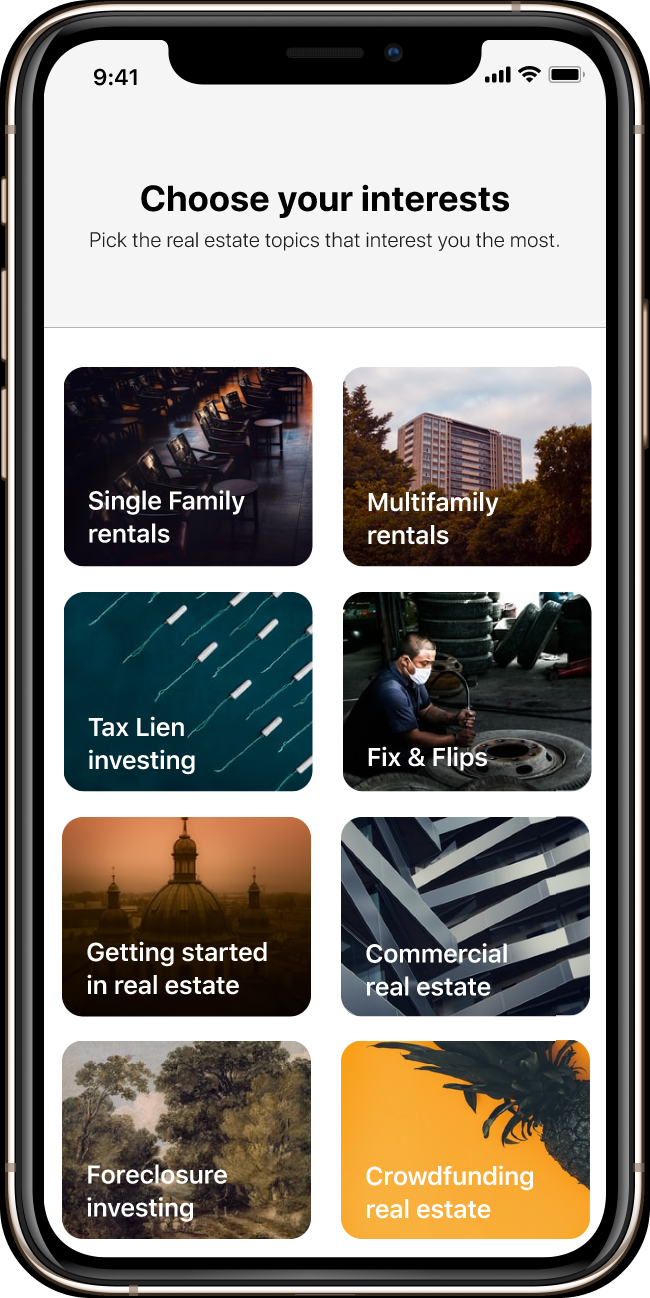 9:41
Choose your interests
Pick the real estate topics that interest you the most.
Single Family
rentals
Multifamily
rentals
Tax Lien
investing
Fix & Flips
Getting started
in real estate
Commercial
real estate
Foreclosure
investing
Crowdfunding
real estate